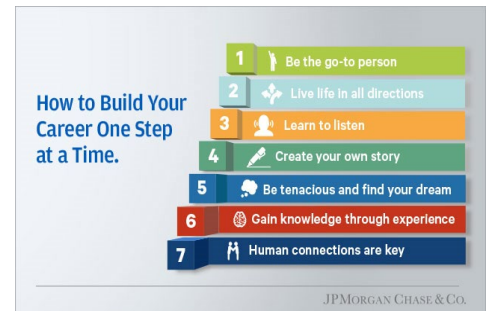 How to Build Your
Career One Step
at a Time.
1 Be the go-to person
2 Live life in all directions
3 Learn to listen
4 Create your own story
5 Be tenacious and find your dream
6 Gain knowledge through experience
7 Human connections are key
JPMORGAN CHASE & CO.